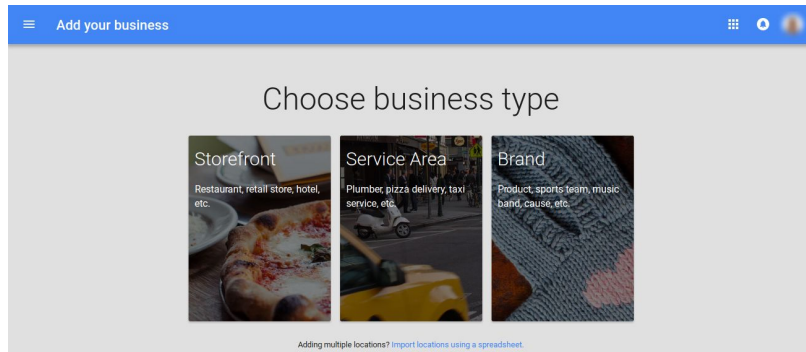 Add your business
Choose business type
Storefront
Restaurant, retail store, hotel,
etc.
Service Area
Plumber, pizza delivery, taxi
service, etc.
Brand
Product, sports team, music
band, cause, etc.
Adding multiple locations? Import locations using a spreadsheet.